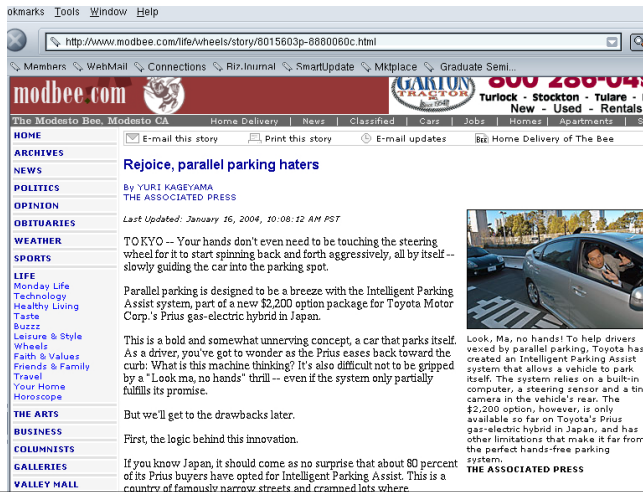 okmarks Tools Window Help
http://www.modbee.com/life/wheels/story/8015603p-8880060c.html
Members WebMail Connections BizJournal SmartUpdate Mktplace Graduate Semi...
modbee.com
GARTON
TRACTOR
Since 1954
800 286-04
Turlock - Stockton - Tulare -
New - Used - Rentals
The Modesto Bee, Modesto CA
Home Delivery | News | Classified | Cars | Jobs | Homes | Apartments | S
E-mail this story Print this story E-mail updates Home Delivery of The Bee
HOME
ARCHIVES
NEWS
POLITICS
OPINION
OBITUARIES
WEATHER
SPORTS
LIFE
Monday Life
Technology
Healthy Living
Taste
Buzzz
Leisure & Style
Wheels
Faith & Values
Friends & Family
Travel
Your Home
Horoscope
THE ARTS
BUSINESS
COLUMNISTS
GALLERIES
VALLEY MALL
Rejoice, parallel parking haters
By YURI KAGEYAMA
THE ASSOCIATED PRESS
Last Updated: January 16, 2004, 10:08:12 AM PST
TOKYO -- Your hands don't even need to be touching the steering
wheel for it to start spinning back and forth aggressively, all by itself --
slowly guiding the car into the parking spot.
Parallel parking is designed to be a breeze with the Intelligent Parking
Assist system, part of a new $2,200 option package for Toyota Motor
Corp.'s Prius gas-electric hybrid in Japan.
This is a bold and somewhat unnerving concept, a car that parks itself.
As a driver, you've got to wonder as the Prius eases back toward the
curb: What is this machine thinking? It's also difficult not to be gripped
by a "Look ma, no hands" thrill -- even if the system only partially
fulfills its promise.
But we'll get to the drawbacks later.
First, the logic behind this innovation.
If you know Japan, it should come as no surprise that about 80 percent
of its Prius buyers have opted for Intelligent Parking Assist. This is a
country of famously narrow streets and cramped lots where
Look, Ma, no hands! To help drivers
vexed by parallel parking, Toyota has
created an Intelligent Parking Assist
system that allows a vehicle to park
itself. The system relies on a built-in
computer, a steering sensor and a tin
camera in the vehicle's rear. The
$2,200 option, however, is only
available so far on Toyota's Prius
gas-electric hybrid in Japan, and has
other limitations that make it far from
the perfect hands-free parking
system.
THE ASSOCIATED PRESS